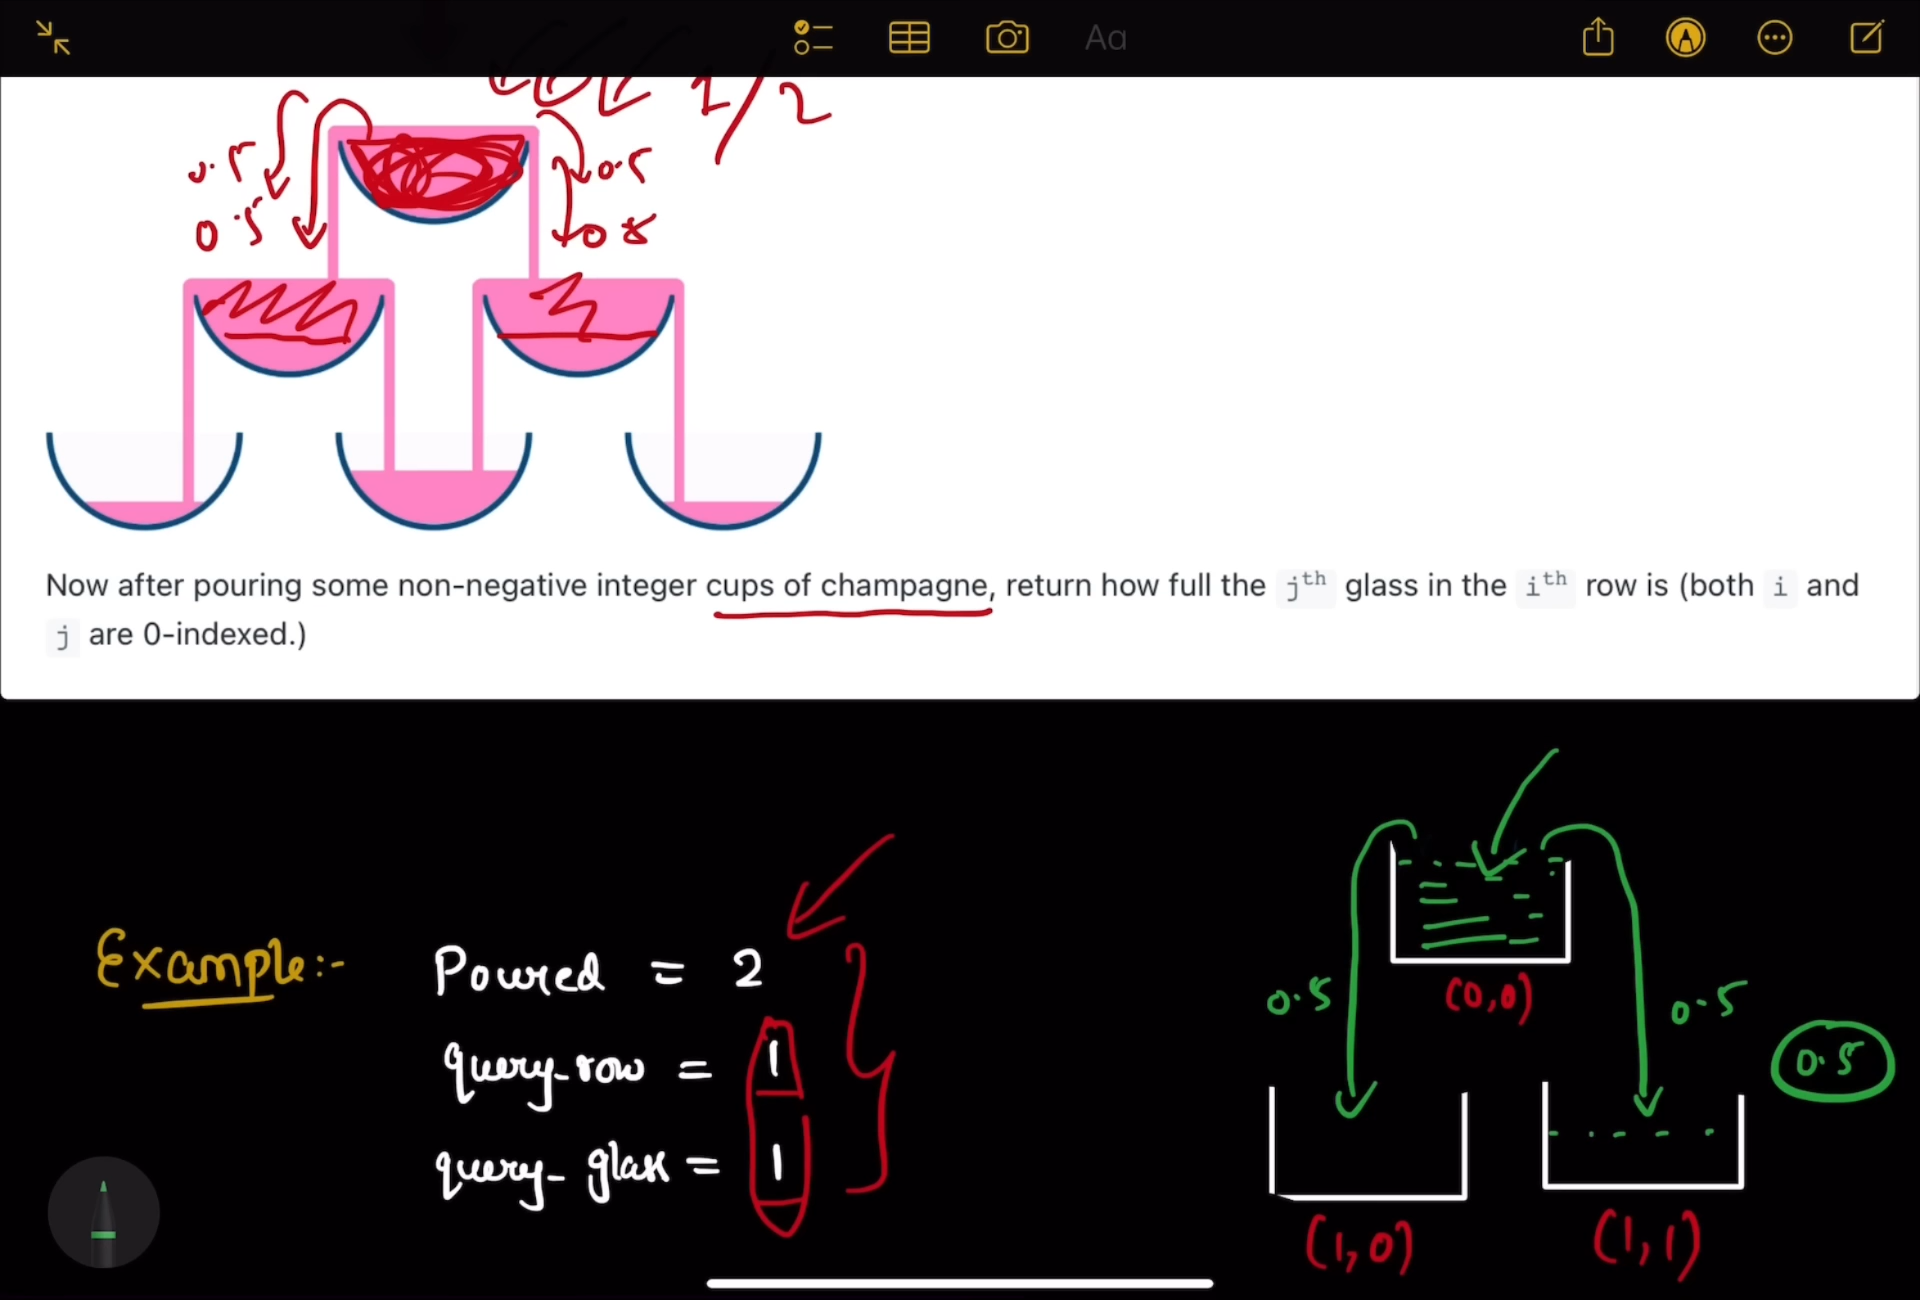 Aa
1/2
0.5
0.5
0.5
0.5
Now after pouring some non-negative integer cups of champagne, return how full the jth glass in the ith row is (both i and
j are 0-indexed.)
Example:-
Poured = 2
query_row = 1
query_glass = 1
(0,0)
0.5
0.5
0.5
(1,0)
(1,1)